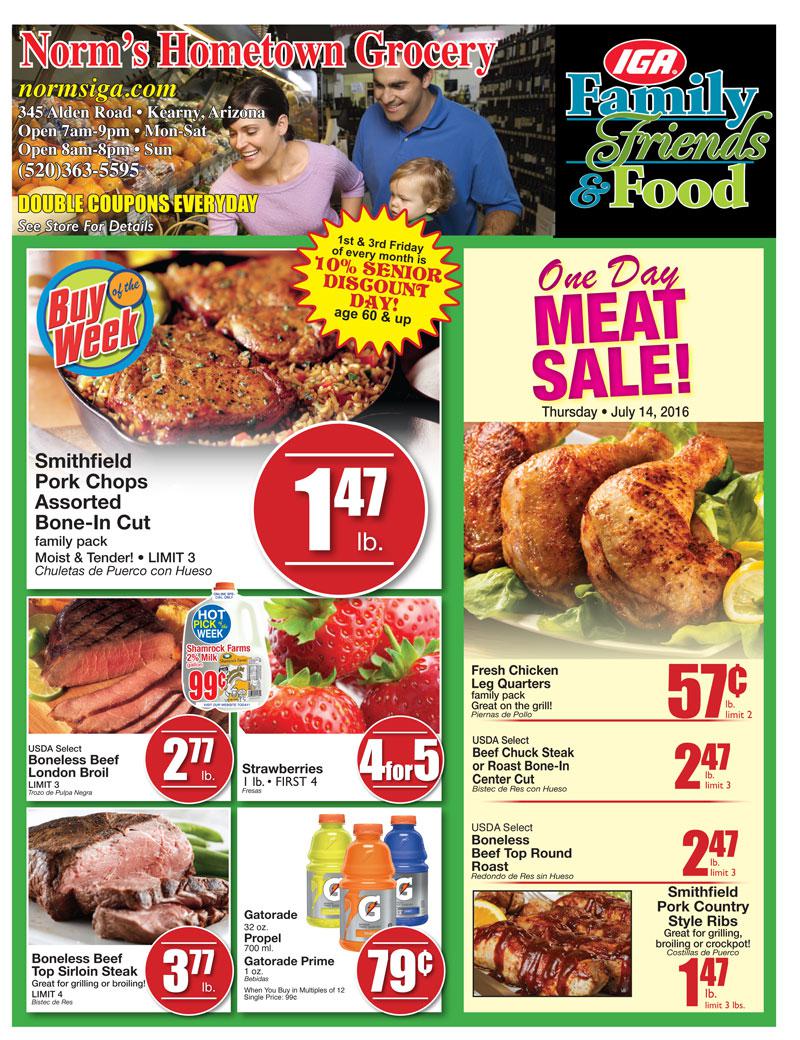 Norm's Hometown Grocery
normsiga.com
345 Alden Road • Kearny, Arizona
Open 7am-9pm • Mon-Sat
Open 8am-8pm • Sun
(520)363-5595
DOUBLE COUPONS EVERYDAY
See Store For Details
IGA
Family
Friends
& Food
Buy of the
Week
1st & 3rd Friday
of every month is
10% SENIOR
DISCOUNT
DAY!
age 60 & up
Smithfield
Pork Chops
Assorted
Bone-In Cut
family pack
Moist & Tender! • LIMIT 3
Chuletas de Puerco con Hueso
1 47
lb.
HOT
PICK of the
WEEK
Shamrock Farms
2% Milk
gallon
99¢
VISIT OUR WEBSITE TODAY!
USDA Select
Boneless Beef
London Broil
LIMIT 3
Trozo de Pulpa Negra
2 77
lb.
Strawberries
1 lb. • FIRST 4
Fresas
4 for 5
Boneless Beef
Top Sirloin Steak
Great for grilling or broiling!
LIMIT 4
Bistec de Res
3 77
lb.
Gatorade
32 oz.
Propel
700 ml.
Gatorade Prime
1 oz.
Bebidas
When You Buy in Multiples of 12
Single Price: 99¢
G G G
79¢
One Day
MEAT
SALE!
Thursday • July 14, 2016
Fresh Chicken
Leg Quarters
family pack
Great on the grill!
Piernas de Pollo
57¢
lb.
limit 2
USDA Select
Beef Chuck Steak
or Roast Bone-In
Center Cut
Bistec de Res con Hueso
2 47
lb.
limit 3
USDA Select
Boneless
Beef Top Round
Roast
Redondo de Res sin Hueso
2 47
lb.
limit 3
Smithfield
Pork Country
Style Ribs
Great for grilling,
broiling or crockpot!
Costillas de Puerco
1 47
lb.
limit 3 lbs.